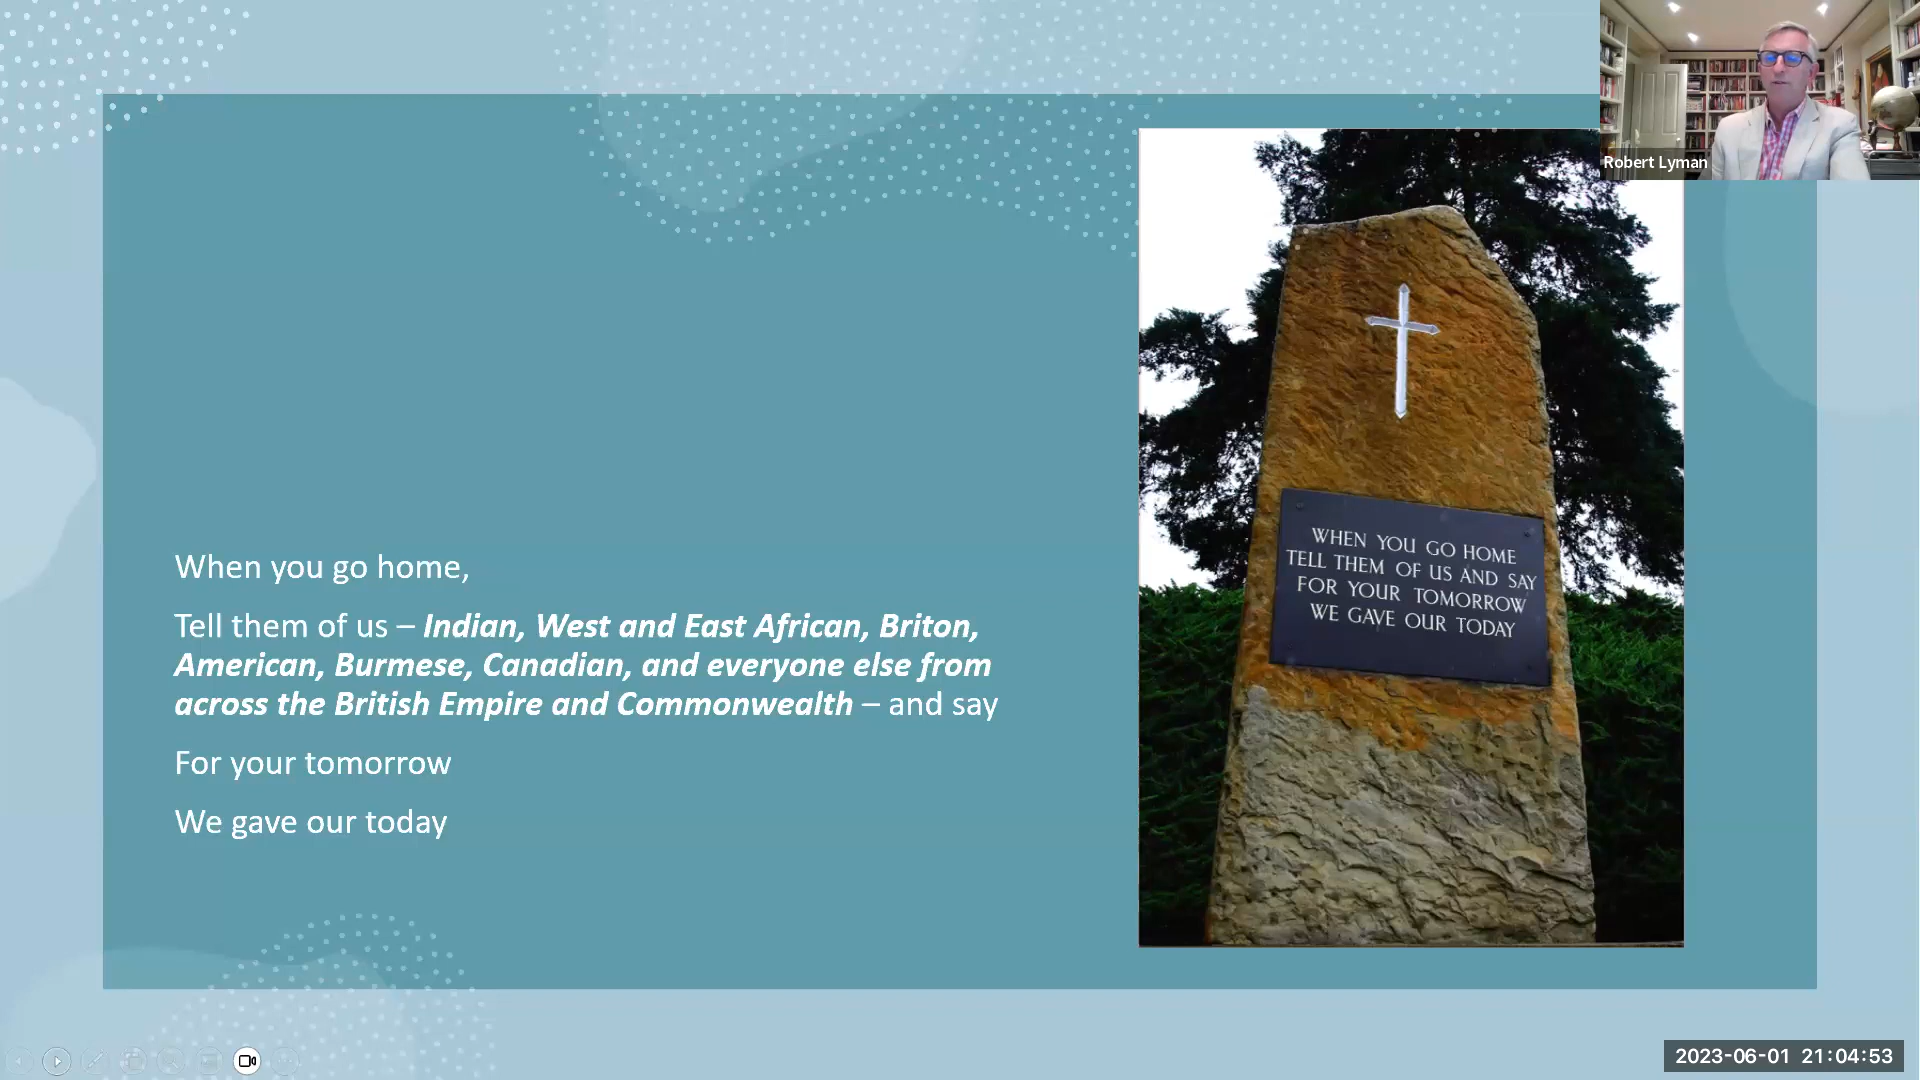 Robert Lyman
When you go home,
Tell them of us – Indian, West and East African, Briton,
American, Burmese, Canadian, and everyone else from
across the British Empire and Commonwealth – and say
For your tomorrow
We gave our today
WHEN YOU GO HOME
TELL THEM OF US AND SAY
FOR YOUR TOMORROW
WE GAVE OUR TODAY
2023-06-01 21:04:53